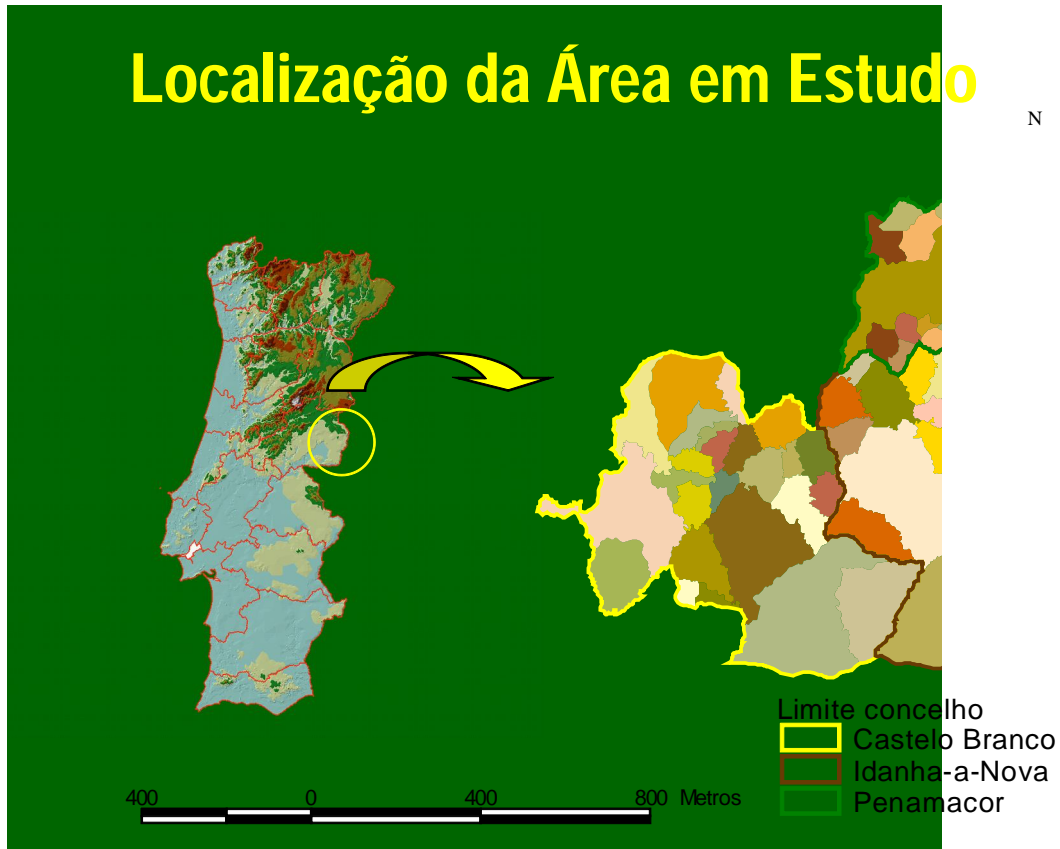 Localização da Área em Estudo
N
Limite concelho
Castelo Branco
Idanha-a-Nova
Penamacor
400 0 400 800 Metros